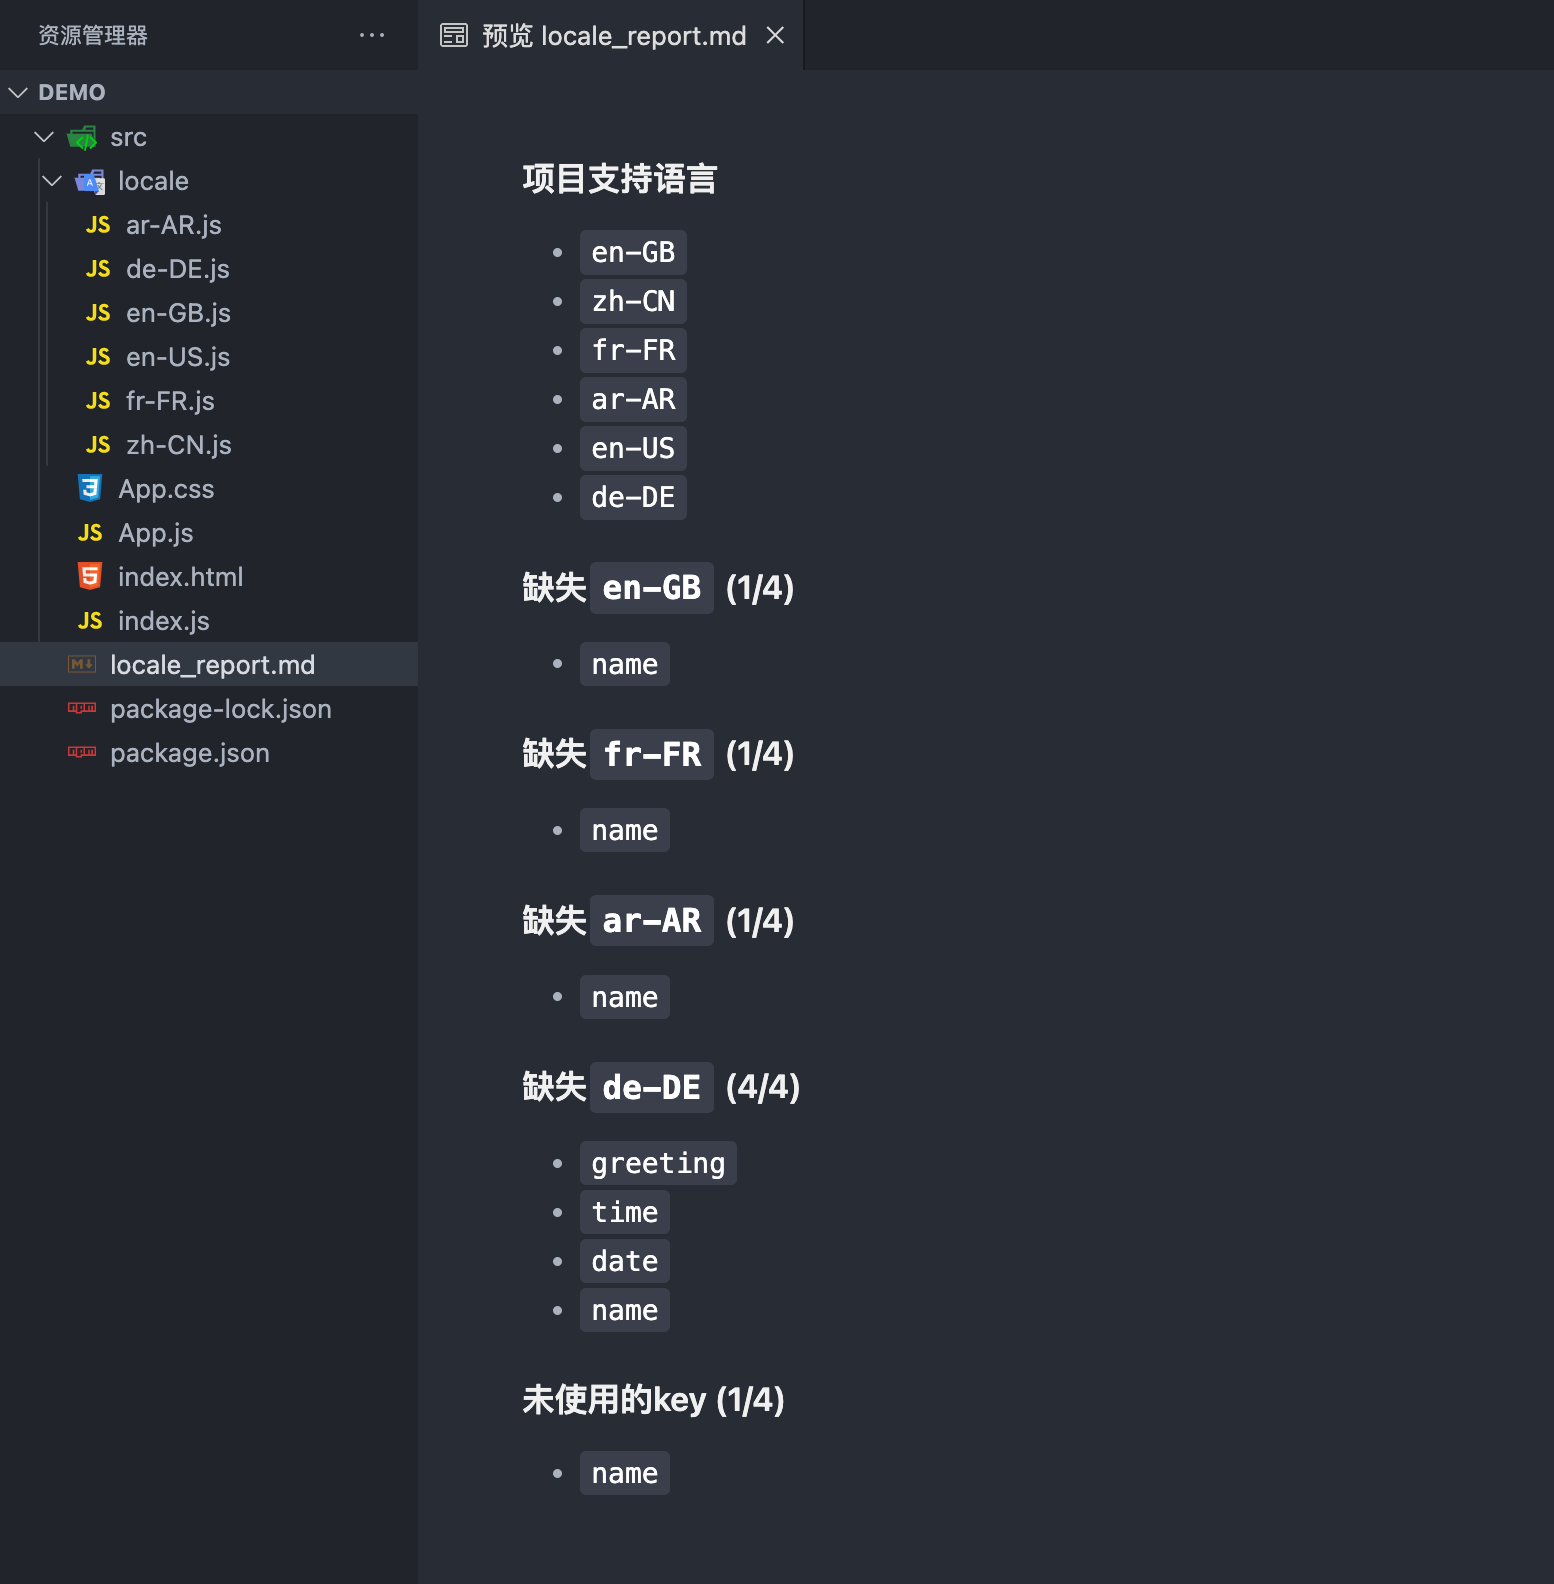 资源管理器
DEMO
src
locale
JS ar-AR.js
JS de-DE.js
JS en-GB.js
JS en-US.js
JS fr-FR.js
JS zh-CN.js
App.css
JS App.js
index.html
JS index.js
locale_report.md
package-lock.json
package.json
预览 locale_report.md
项目支持语言
• en-GB
• zh-CN
• fr-FR
• ar-AR
• en-US
• de-DE
缺失 en-GB (1/4)
• name
缺失 fr-FR (1/4)
• name
缺失 ar-AR (1/4)
• name
缺失 de-DE (4/4)
• greeting
• time
• date
• name
未使用的key (1/4)
• name